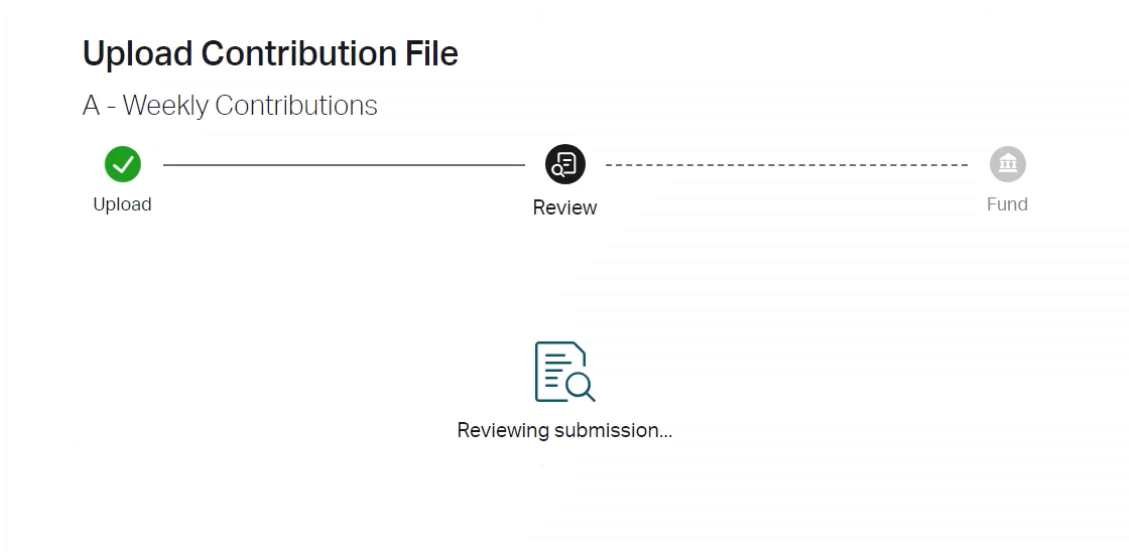 Upload Contribution File
A - Weekly Contributions
Upload
Review
Fund
Reviewing submission...